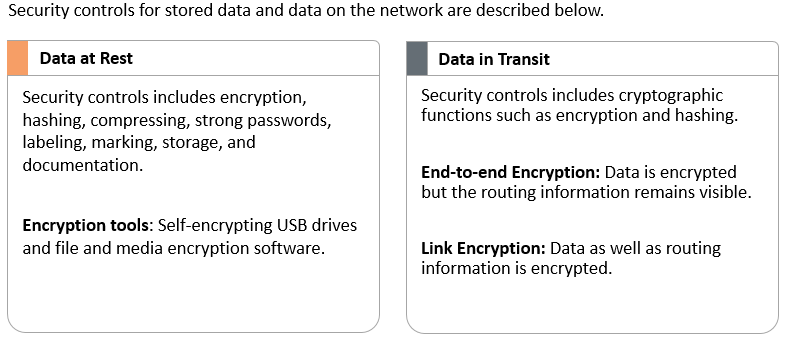 Security controls for stored data and data on the network are described below.
Data at Rest
Security controls includes encryption,
hashing, compressing, strong passwords,
labeling, marking, storage, and
documentation.
Encryption tools: Self-encrypting USB drives
and file and media encryption software.
Data in Transit
Security controls includes cryptographic
functions such as encryption and hashing.
End-to-end Encryption: Data is encrypted
but the routing information remains visible.
Link Encryption: Data as well as routing
information is encrypted.